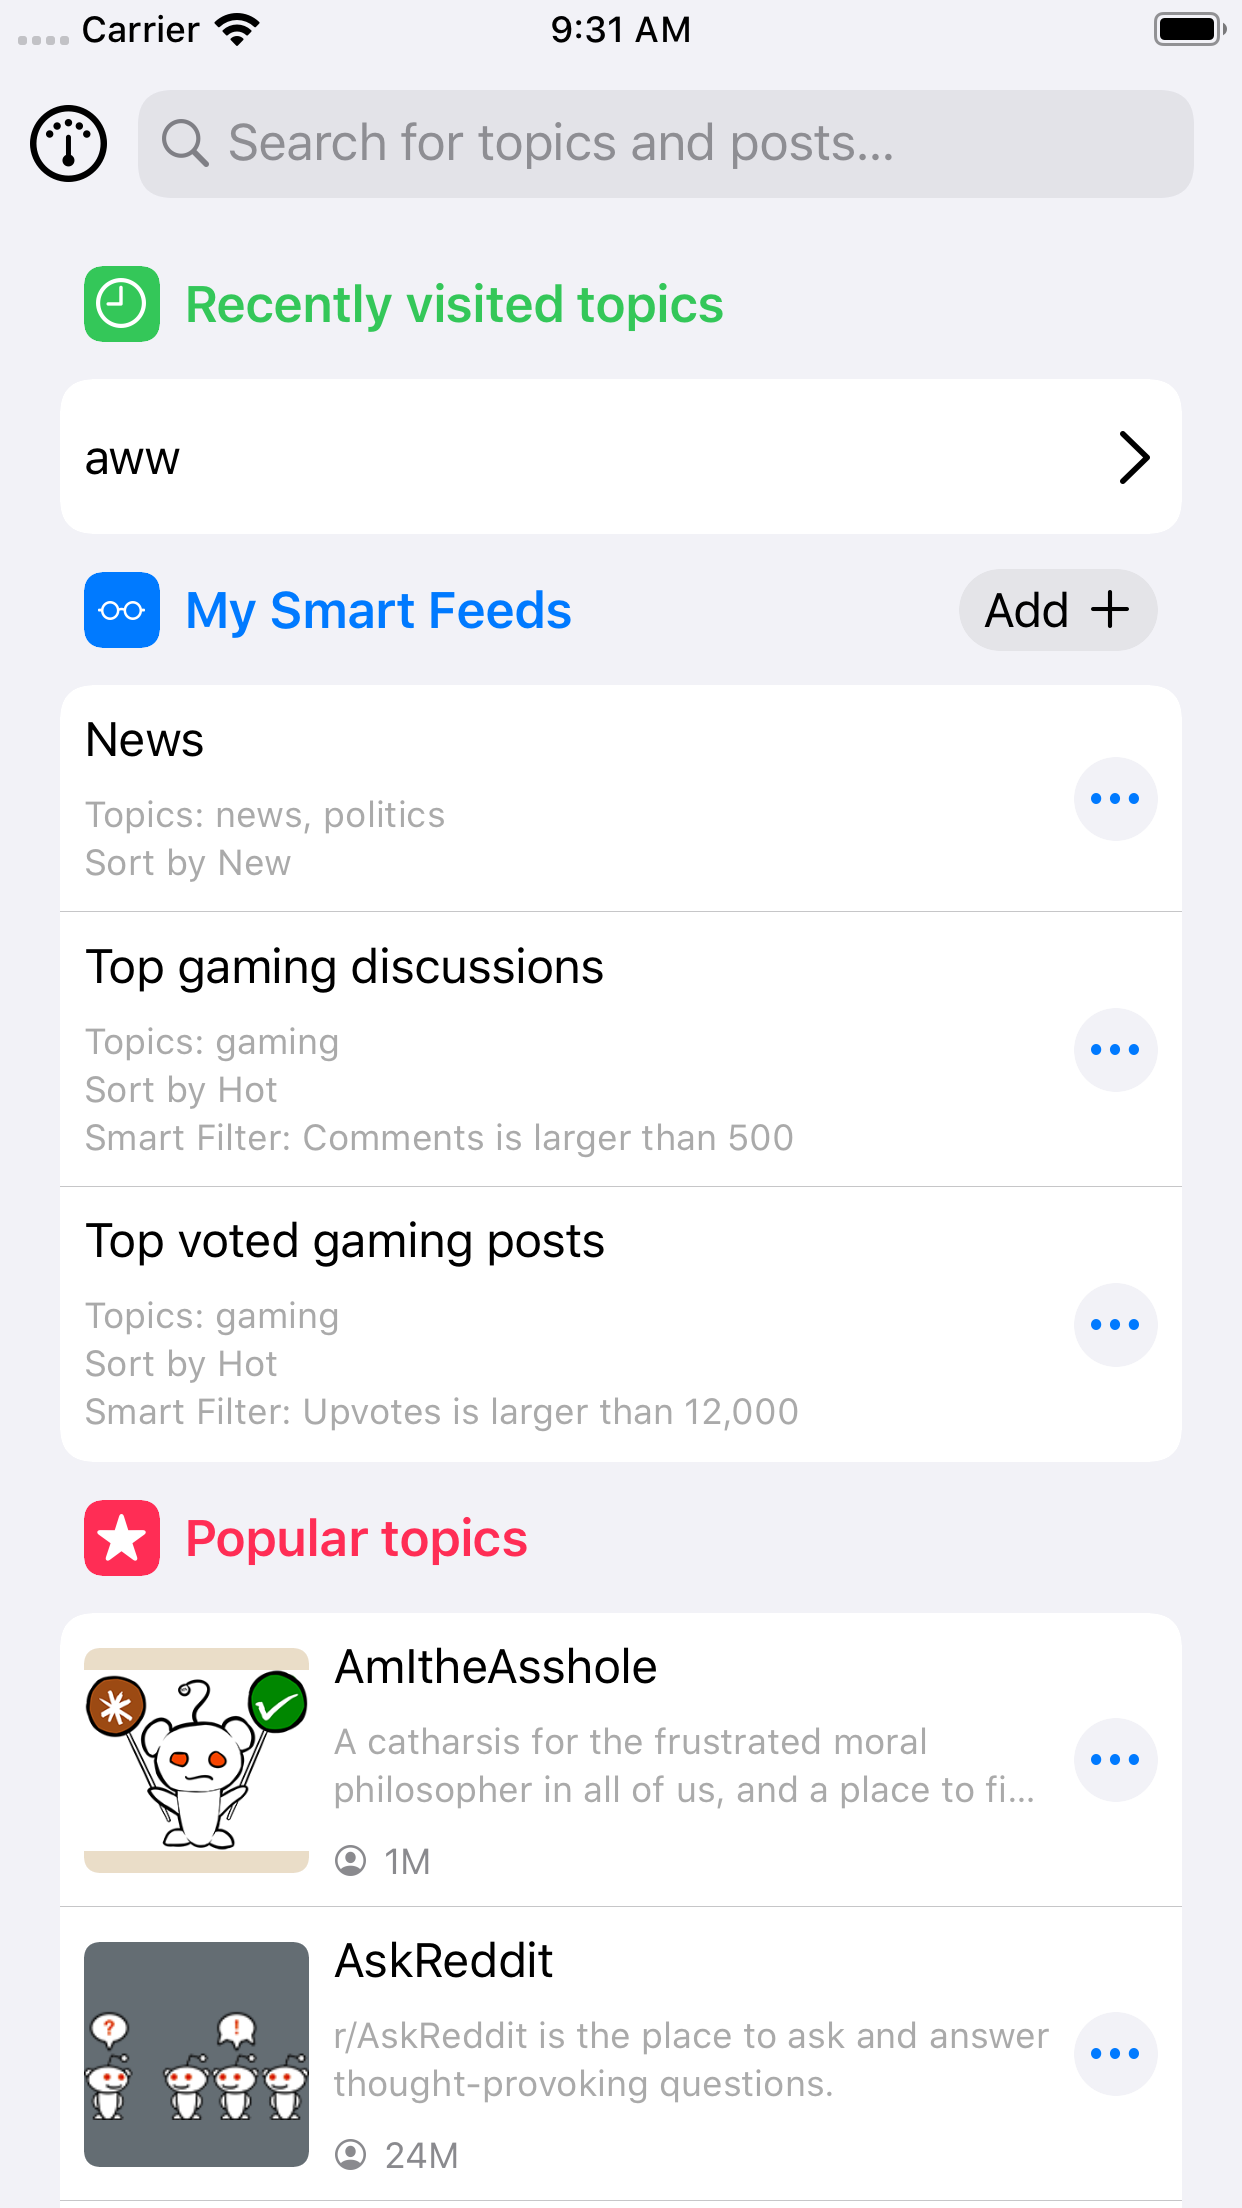 Carrier
9:31 AM
Search for topics and posts...
Recently visited topics
aww
My Smart Feeds
Add +
News
Topics: news, politics
Sort by New
Top gaming discussions
Topics: gaming
Sort by Hot
Smart Filter: Comments is larger than 500
Top voted gaming posts
Topics: gaming
Sort by Hot
Smart Filter: Upvotes is larger than 12,000
Popular topics
AmItheAsshole
A catharsis for the frustrated moral
philosopher in all of us, and a place to fi...
1M
AskReddit
? !
r/AskReddit is the place to ask and answer
thought-provoking questions.
24M